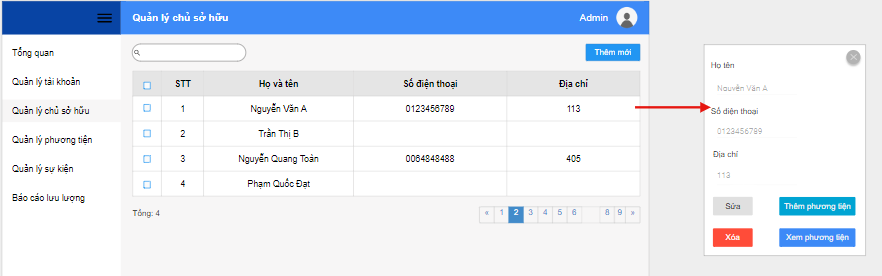 Quản lý chủ sở hữu
Admin
Tổng quan
Quản lý tài khoản
Quản lý chủ sở hữu
Quản lý phương tiện
Quản lý sự kiện
Báo cáo lưu lượng
Thêm mới
STT Họ và tên Số điện thoại Địa chỉ
1 Nguyễn Văn A 0123456789 113
2 Trần Thị B
3 Nguyễn Quang Toản 0064848488 405
4 Phạm Quốc Đạt
Tổng: 4
« 1 2 3 4 5 6 8 9 »
Họ tên
Nguyễn Văn A
Số điện thoại
0123456789
Địa chỉ
113
Sửa Thêm phương tiện
Xóa Xem phương tiện